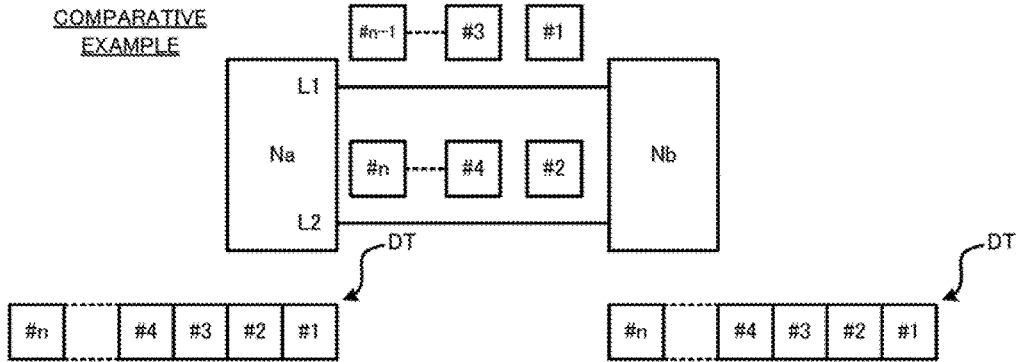 COMPARATIVE
EXAMPLE
#n-1 #3 #1
L1
Na Nb
#n #4 #2
L2
DT DT
#n #4 #3 #2 #1 #n #4 #3 #2 #1